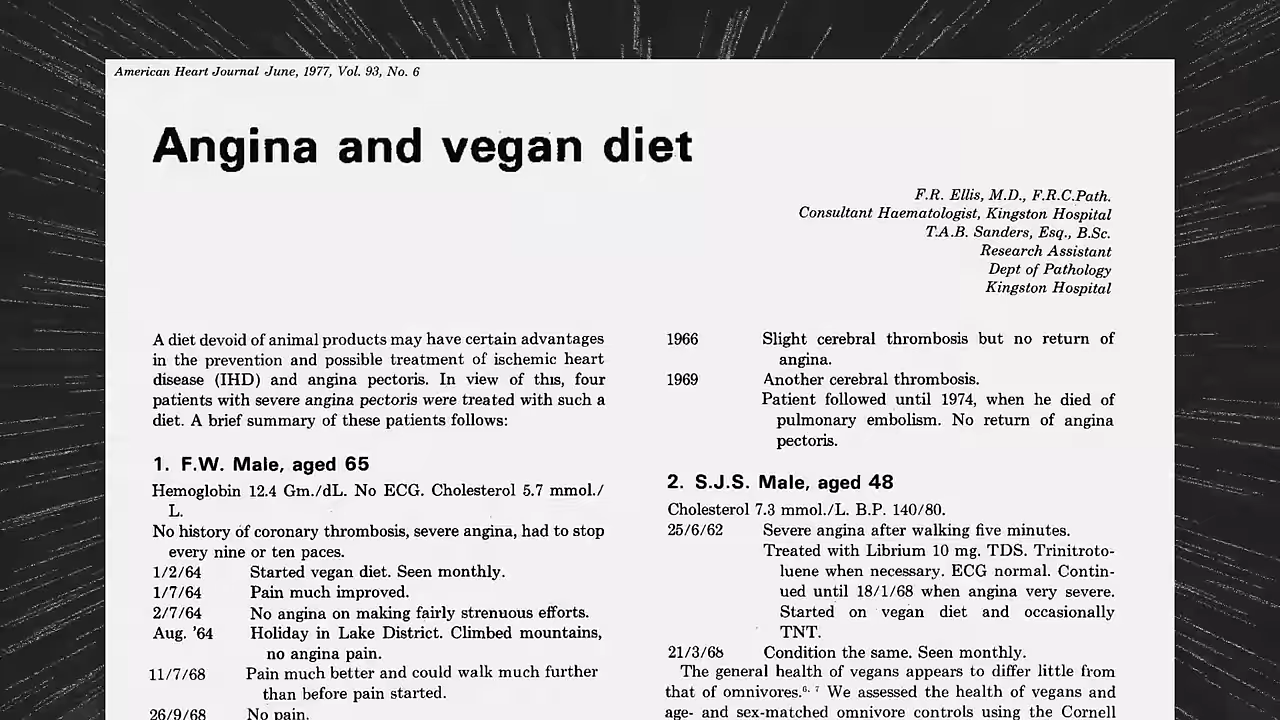 American Heart Journal June, 1977, Vol. 93, No. 6
Angina and vegan diet
F.R. Ellis, M.D., F.R.C.Path.
Consultant Haematologist, Kingston Hospital
T.A.B. Sanders, Esq., B.Sc.
Research Assistant
Dept of Pathology
Kingston Hospital
A diet devoid of animal products may have certain advantages
in the prevention and possible treatment of ischemic heart
disease (IHD) and angina pectoris. In view of this, four
patients with severe angina pectoris were treated with such a
diet. A brief summary of these patients follows:
1. F.W. Male, aged 65
Hemoglobin 12.4 Gm./dL. No ECG. Cholesterol 5.7 mmol./
L.
No history of coronary thrombosis, severe angina, had to stop
every nine or ten paces.
1/2/64 Started vegan diet. Seen monthly.
1/7/64 Pain much improved.
2/7/64 No angina on making fairly strenuous efforts.
Aug. '64 Holiday in Lake District. Climbed mountains,
no angina pain.
11/7/68 Pain much better and could walk much further
than before pain started.
26/9/68 No pain.
1966 Slight cerebral thrombosis but no return of
angina.
1969 Another cerebral thrombosis.
Patient followed until 1974, when he died of
pulmonary embolism. No return of angina
pectoris.
2. S.J.S. Male, aged 48
Cholesterol 7.3 mmol./L. B.P. 140/80.
25/6/62 Severe angina after walking five minutes.
Treated with Librium 10 mg. TDS. Trinitroto-
luene when necessary. ECG normal. Contin-
ued until 18/1/68 when angina very severe.
Started on vegan diet and occasionally
TNT.
21/3/68 Condition the same. Seen monthly.
The general health of vegans appears to differ little from
that of omnivores.6, 7 We assessed the health of vegans and
age- and sex-matched omnivore controls using the Cornell